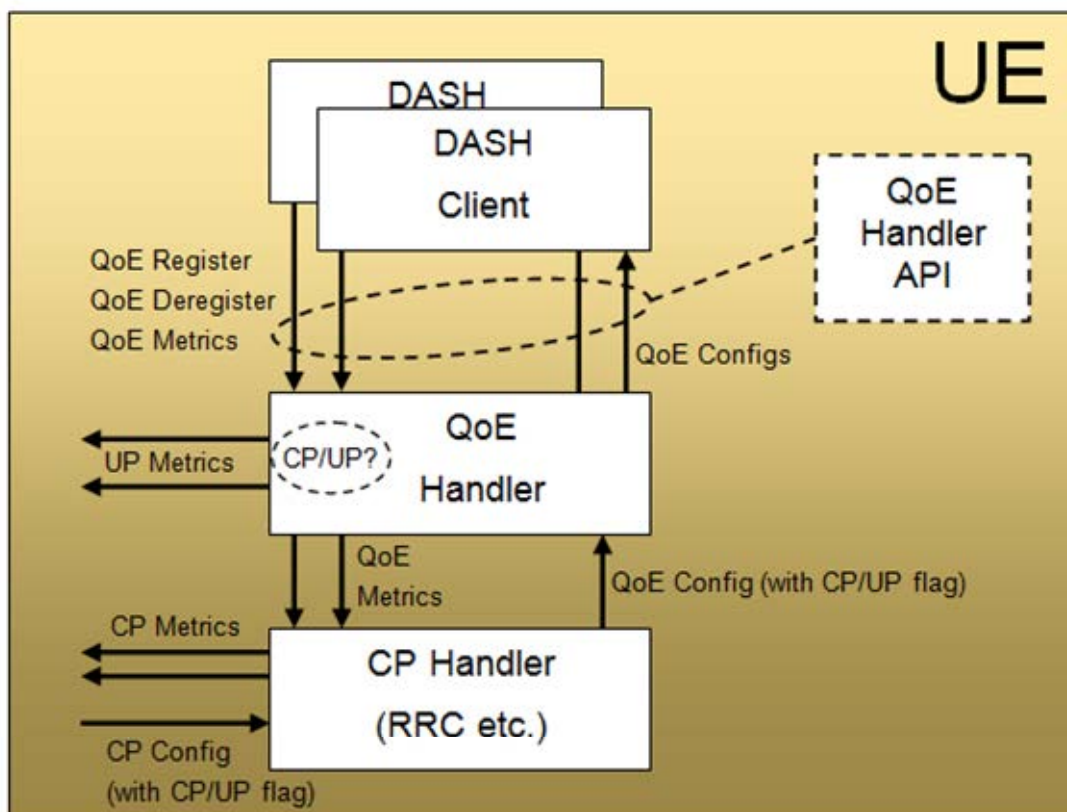 UE
DASH
DASH
Client
QoE
Handler
API
QoE Register
QoE Deregister
QoE Metrics
QoE Configs
QoE
Handler
CP/UP?
UP Metrics
QoE
Metrics
QoE Config (with CP/UP flag)
CP Metrics
CP Handler
(RRC etc.)
CP Config
(with CP/UP flag)